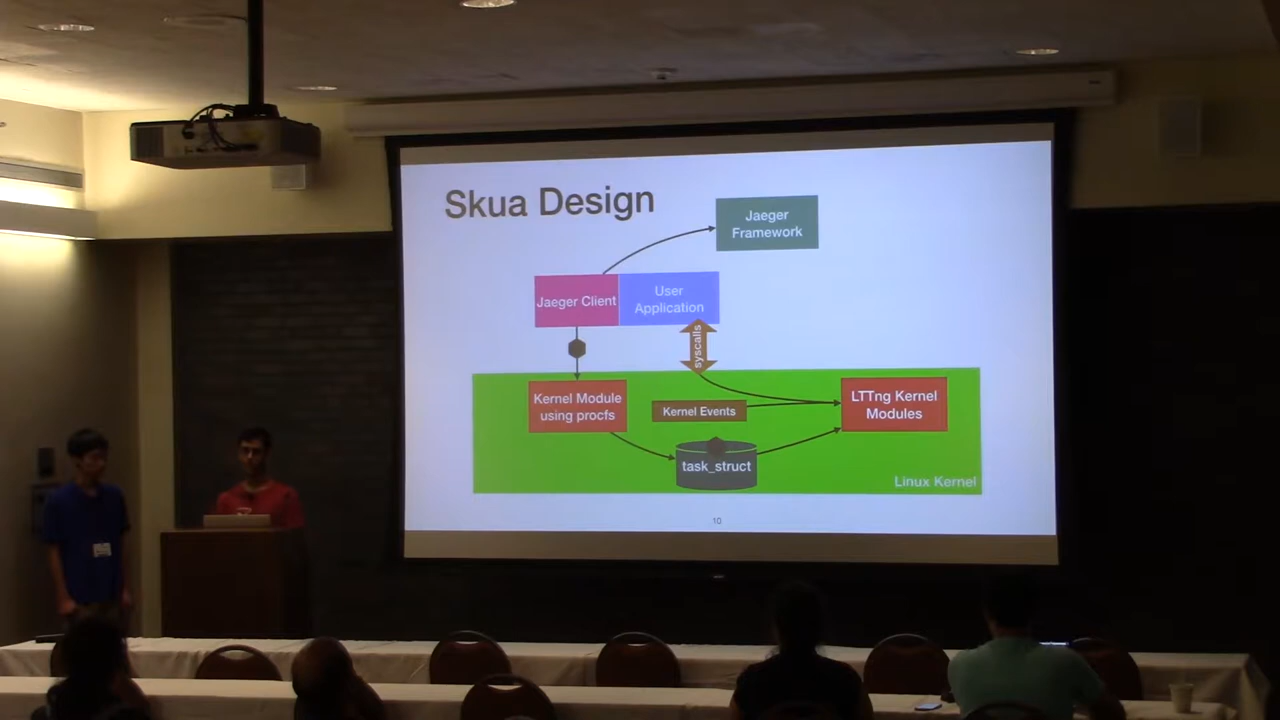 Skua Design
Jaeger
Framework
Jaeger Client
User
Application
syscalls
Kernel Module
using procfs
Kernel Events
LTTng Kernel
Modules
task_struct
Linux Kernel
10